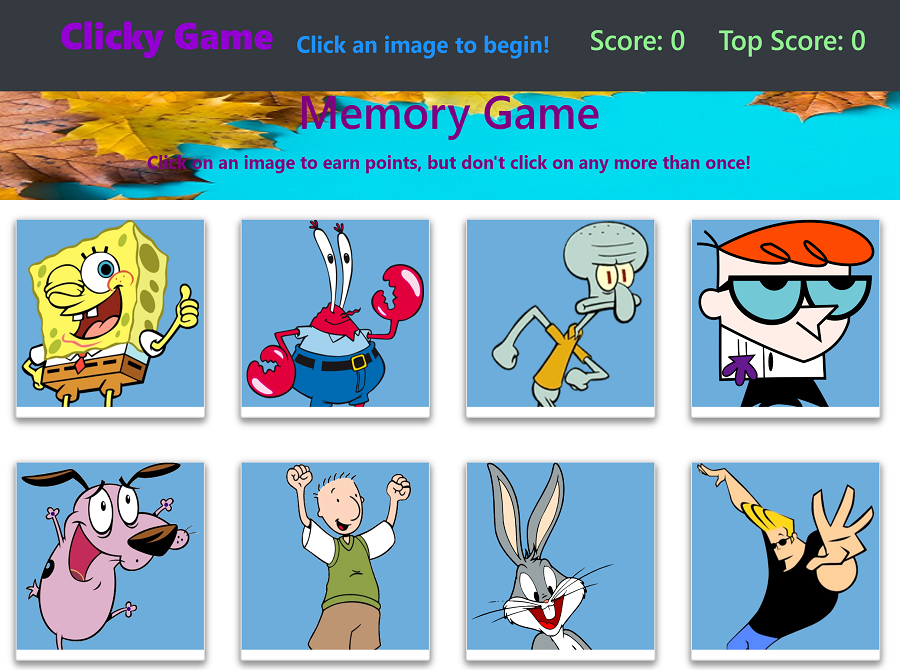 Clicky Game Click an image to begin! Score: 0 Top Score: 0
Memory Game
Click on an image to earn points, but don't click on any more than once!